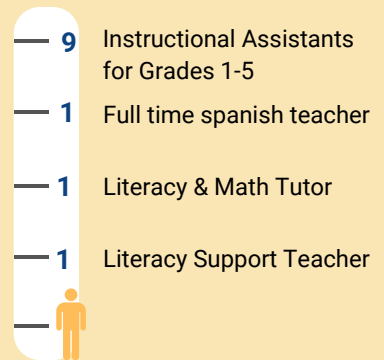 9 Instructional Assistants
for Grades 1-5
1 Full time spanish teacher
1 Literacy & Math Tutor
1 Literacy Support Teacher